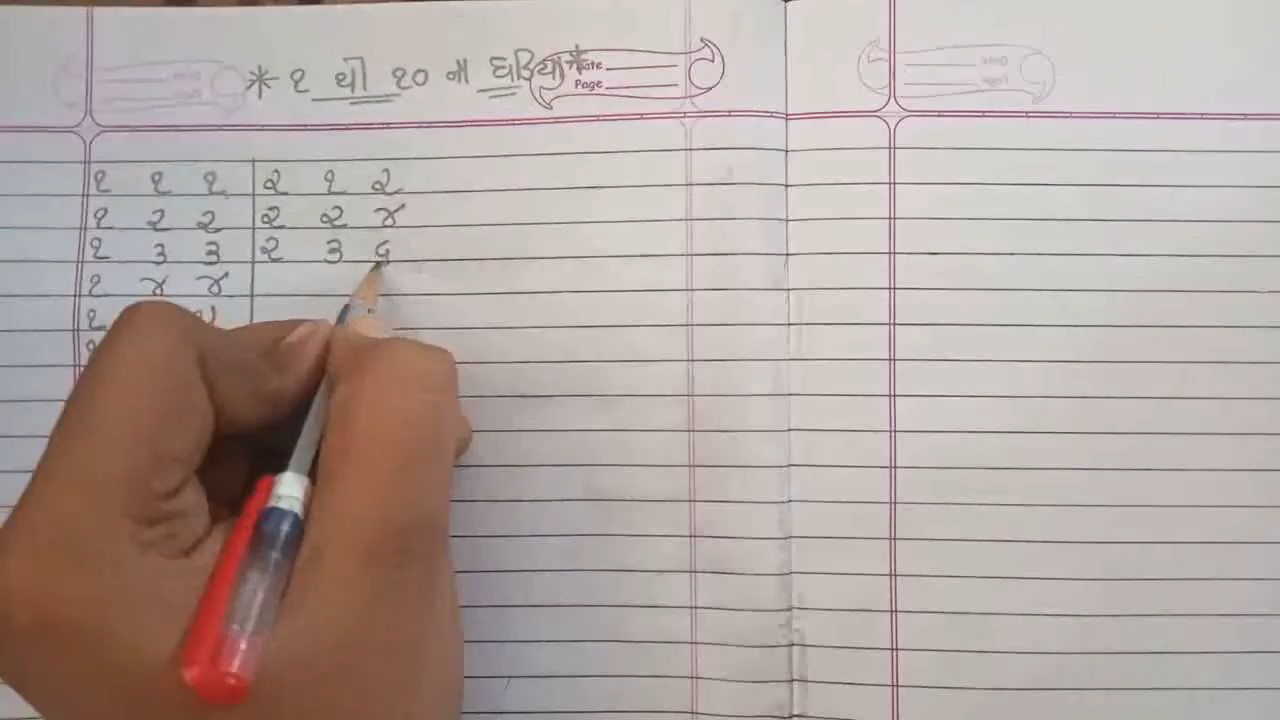 * ૧ થી ૧૦ ના ઘડિયા *
Date
Page
૧ ૧ ૧ ૨ ૧ ૨
૧ ૨ ૨ ૨ ૨ ૪
૧ ૩ ૩ ૨ ૩ ૬
૧ ૪ ૪
૧